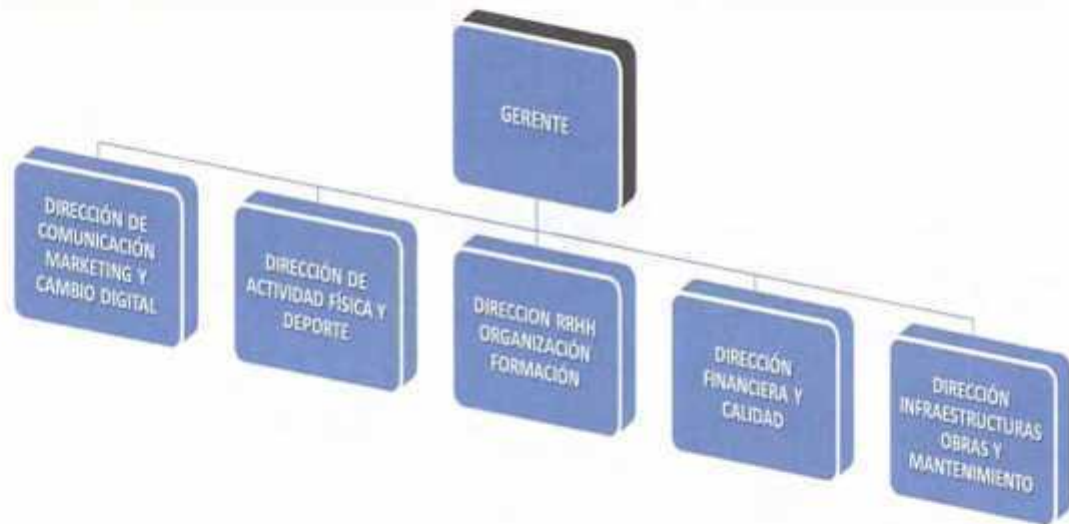 GERENTE
DIRECCIÓN DE
COMUNICACIÓN
MARKETING Y
CAMBIO DIGITAL
DIRECCIÓN DE
ACTIVIDAD FÍSICA Y
DEPORTE
DIRECCION RRHH
ORGANIZACIÓN
FORMACIÓN
DIRECCIÓN
FINANCIERA Y
CALIDAD
DIRECCIÓN
INFRAESTRUCTURAS
OBRAS Y
MANTENIMIENTO